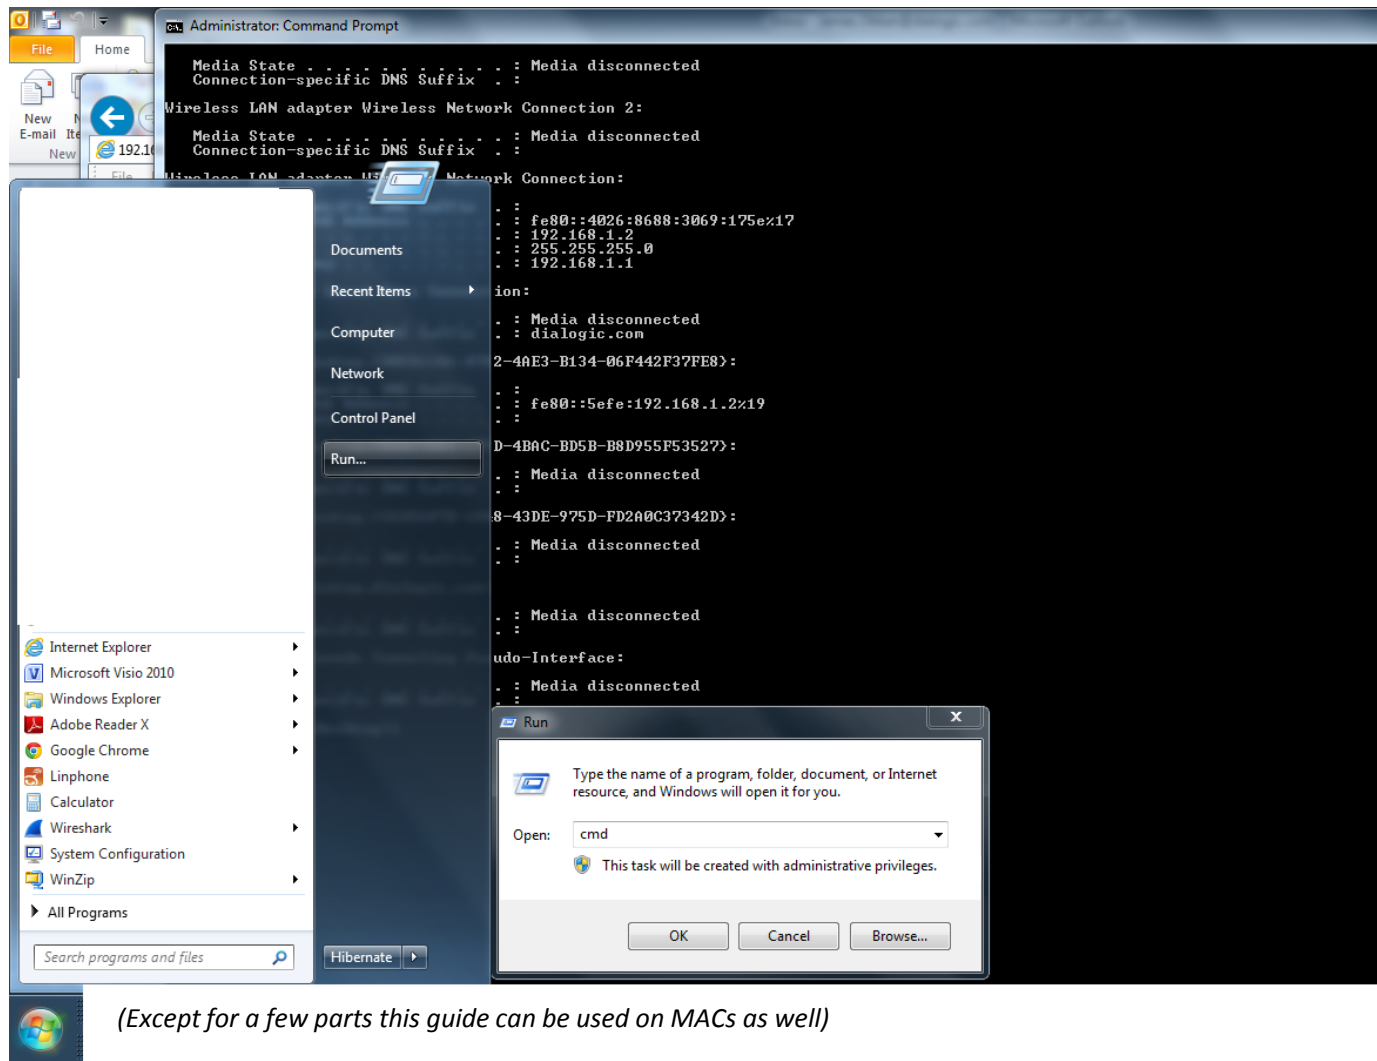 File
Home
New
E-mail
Ite
New
192.16
File
Administrator: Command Prompt
Media State . . . . . . . . . . . : Media disconnected
Connection-specific DNS Suffix . :
Wireless LAN adapter Wireless Network Connection 2:
Media State . . . . . . . . . . . : Media disconnected
Connection-specific DNS Suffix . :
Wireless LAN adapter Wireless Network Connection:
. :
. : fe80::4026:8688:3069:175e%17
. : 192.168.1.2
. : 255.255.255.0
. : 192.168.1.1
ion:
. : Media disconnected
. : dialogic.com
2-4AE3-B134-06F442F37FE8}:
. :
. : fe80::5efe:192.168.1.2%19
. :
D-4BAC-BD5B-B8D955F53527}:
. : Media disconnected
. :
8-43DE-975D-FD2A0C37342D}:
. : Media disconnected
. :
. : Media disconnected
. :
udo-Interface:
. : Media disconnected
. :
Documents
Recent Items
Computer
Network
Control Panel
Run...
Internet Explorer
Microsoft Visio 2010
Windows Explorer
Adobe Reader X
Google Chrome
Linphone
Calculator
Wireshark
System Configuration
WinZip
All Programs
Search programs and files
Hibernate
Run
x
Type the name of a program, folder, document, or Internet
resource, and Windows will open it for you.
Open: cmd
This task will be created with administrative privileges.
OK Cancel Browse...
(Except for a few parts this guide can be used on MACs as well)